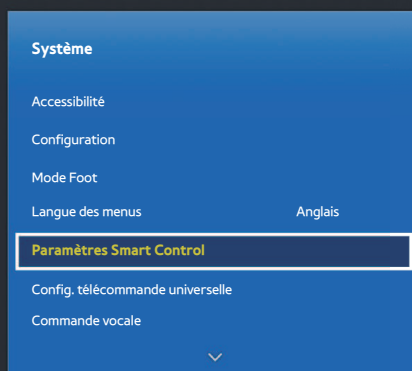 Système
Accessibilité
Configuration
Mode Foot
Langue des menus Anglais
Paramètres Smart Control
Config. télécommande universelle
Commande vocale